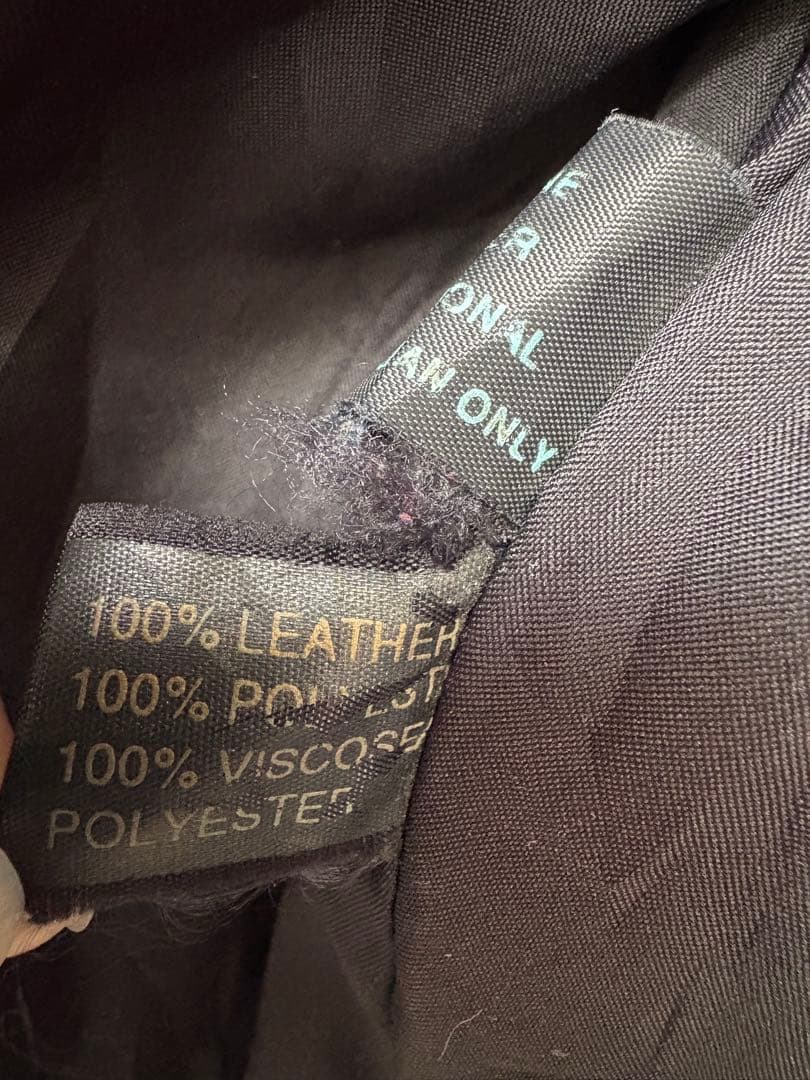 ONAL
AN ONLY
100% LEATHER
100% POLYEST
100% VISCOSE
POLYESTER